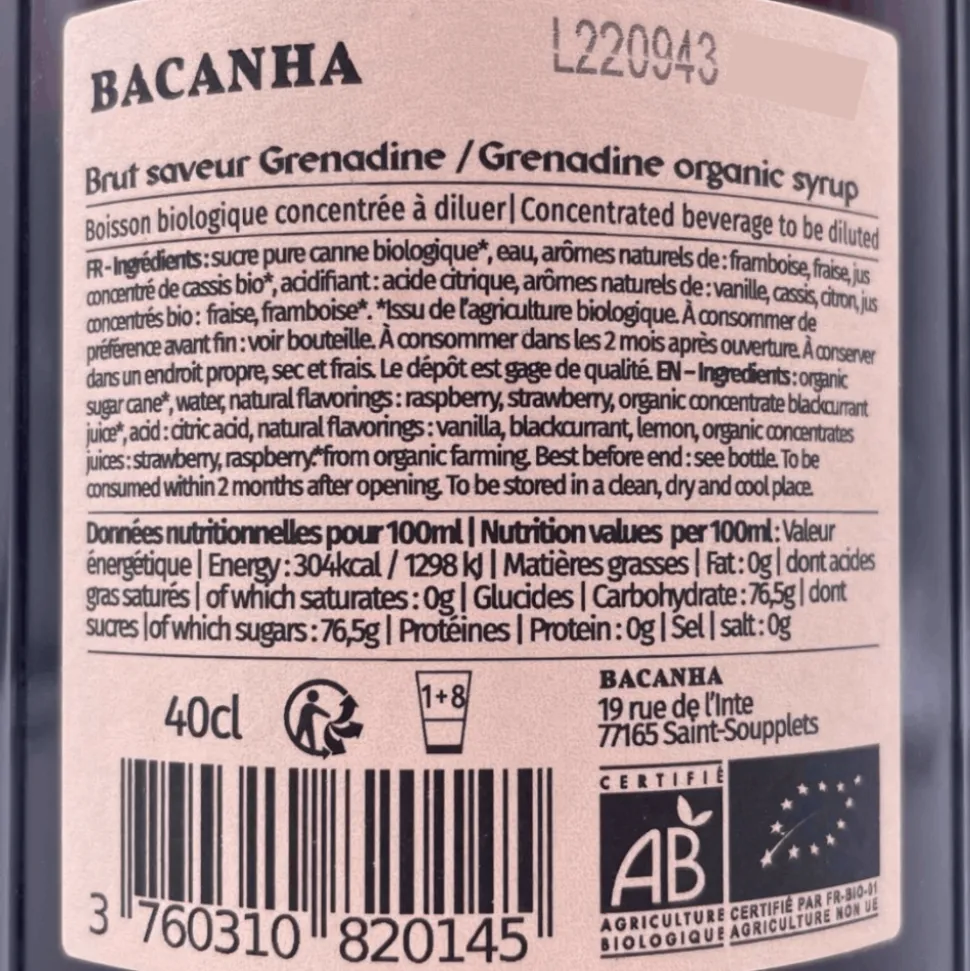 BACANHA
L220943
Brut saveur Grenadine / Grenadine organic syrup
Boisson biologique concentrée à diluer | Concentrated beverage to be diluted
FR - Ingrédients : sucre pure canne biologique*, eau, arômes naturels de : framboise, fraise, jus
concentré de cassis bio*, acidifiant : acide citrique, arômes naturels de : vanille, cassis, citron, jus
concentrés bio : fraise, framboise*. *Issu de l'agriculture biologique. À consommer de
préférence avant fin : voir bouteille. À consommer dans les 2 mois après ouverture. À conserver
dans un endroit propre, sec et frais. Le dépôt est gage de qualité. EN – Ingredients : organic
sugar cane*, water, natural flavorings : raspberry, strawberry, organic concentrate blackcurrant
juice*, acid : citric acid, natural flavorings : vanilla, blackcurrant, lemon, organic concentrates
juices : strawberry, raspberry.*from organic farming. Best before end : see bottle. To be
consumed within 2 months after opening. To be stored in a clean, dry and cool place.
Données nutritionnelles pour 100ml | Nutrition values per 100ml : Valeur
énergétique | Energy : 304kcal / 1298 kJ | Matières grasses | Fat : 0g | dont acides
gras saturés | of which saturates : 0g | Glucides | Carbohydrate : 76,5g | dont
sucres |of which sugars : 76,5g | Protéines | Protein : 0g | Sel | salt : 0g
40cl
1+8
BACANHA
19 rue de l'Inte
77165 Saint-Soupplets
3 760310 820145
CERTIFIÉ
AB
AGRICULTURE
BIOLOGIQUE
CERTIFIÉ PAR FR-BIO-01
AGRICULTURE NON UE